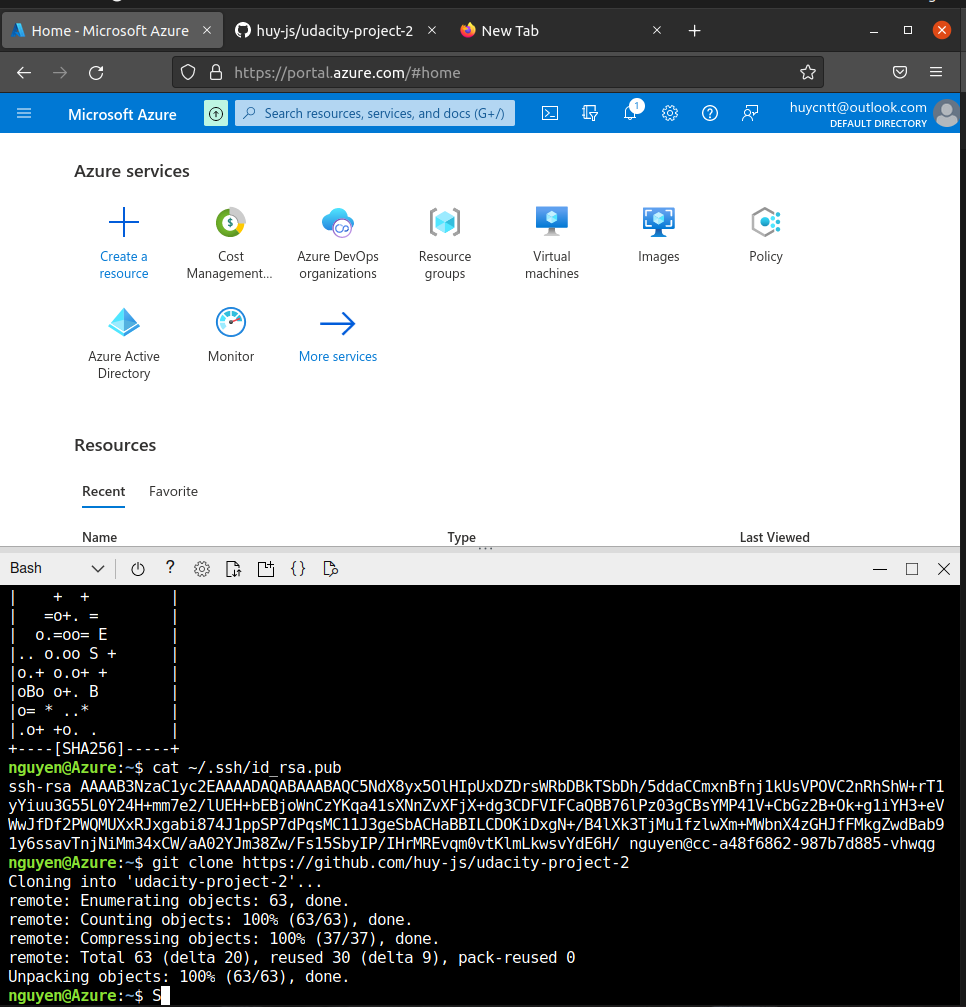 Home - Microsoft Azure
huy-js/udacity-project-2
New Tab
https://portal.azure.com/#home
Microsoft Azure
Search resources, services, and docs (G+/)
1
huycntt@outlook.com
DEFAULT DIRECTORY
Azure services
Create a
resource
Cost
Management...
Azure DevOps
organizations
Resource
groups
Virtual
machines
Images
Policy
Azure Active
Directory
Monitor
More services
Resources
Recent
Favorite
Name
Type
Last Viewed
Bash
|    +  +         |
|   =o+. =        |
|  o.=oo= E       |
|.. o.oo S +      |
|o.+ o.o+ +       |
|oBo o+. B        |
|o= * ..*         |
|.o+ +o. .        |
+----[SHA256]-----+
nguyen@Azure:~$ cat ~/.ssh/id_rsa.pub
ssh-rsa AAAAB3NzaC1yc2EAAAADAQABAAABAQC5NdX8yx5OlHIpUxDZDrsWRbDBkTSbDh/5ddaCCmxnBfnj1kUsVPOVC2nRhShW+rT1
yYiuu3G55L0Y24H+mm7e2/lUEH+bEBjoWnCzYKqa41sXNnZvXFjX+dg3CDFVIFCaQBB76lPz03gCBsYMP41V+CbGz2B+Ok+g1iYH3+eV
WwJfDf2PWQMUXxRJxgabi874J1ppSP7dPqsMC11J3geSbACHaBBILCDOKiDxgN+/B4lXk3TjMu1fzlwXm+MWbnX4zGHJfFMkgZwdBab9
1y6ssavTnjNiMm34xCW/aA02YJm38Zw/Fs15SbyIP/IHrMREvqm0vtKlmLkwsvYdE6H/ nguyen@cc-a48f6862-987b7d885-vhwqg
nguyen@Azure:~$ git clone https://github.com/huy-js/udacity-project-2
Cloning into 'udacity-project-2'...
remote: Enumerating objects: 63, done.
remote: Counting objects: 100% (63/63), done.
remote: Compressing objects: 100% (37/37), done.
remote: Total 63 (delta 20), reused 30 (delta 9), pack-reused 0
Unpacking objects: 100% (63/63), done.
nguyen@Azure:~$ S